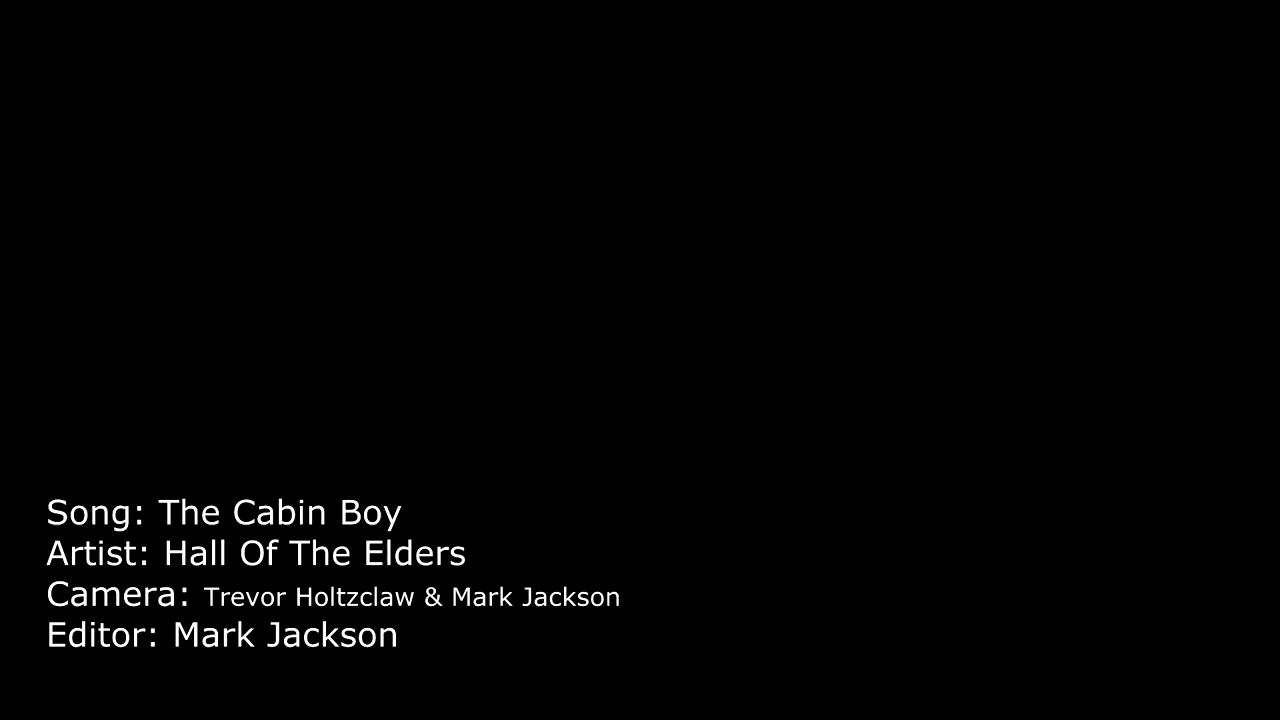 Song: The Cabin Boy
Artist: Hall Of The Elders
Camera: Trevor Holtzclaw & Mark Jackson
Editor: Mark Jackson